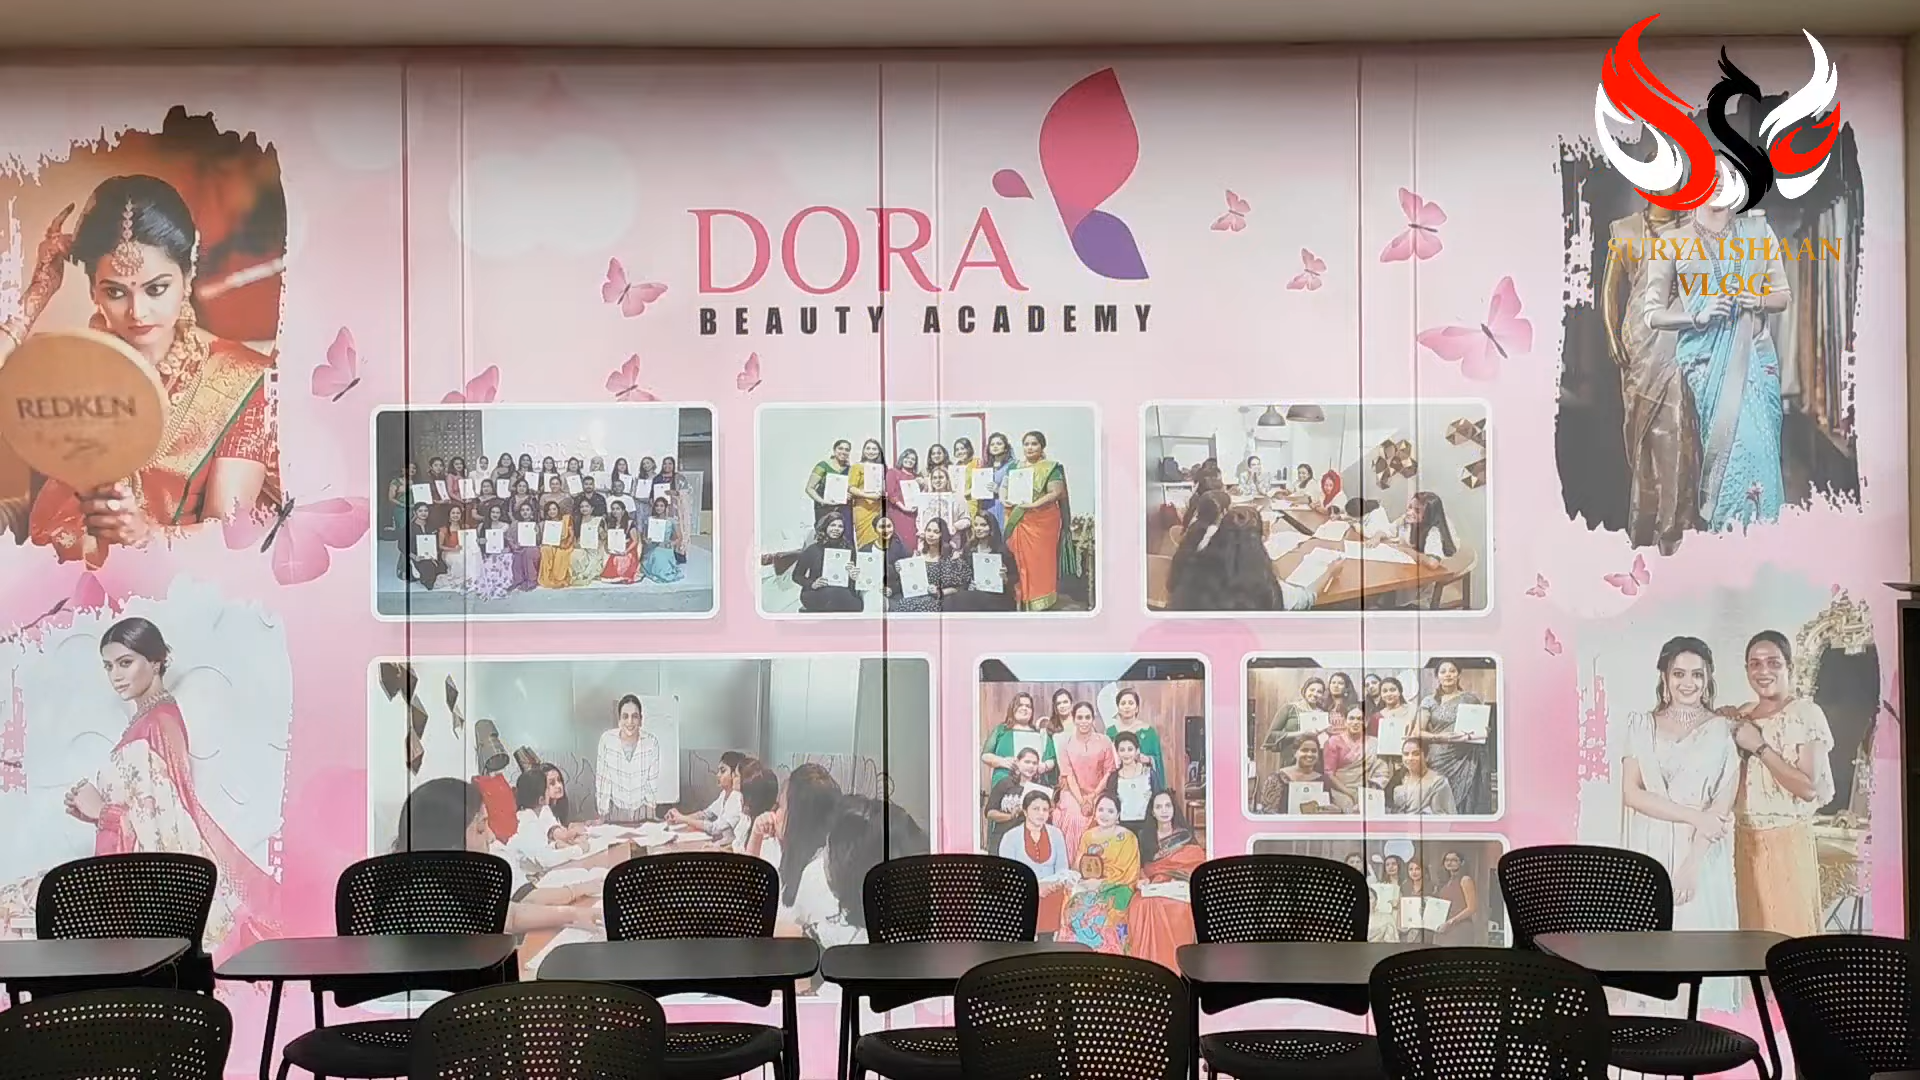 DORA
BEAUTY ACADEMY
SURYA ISHAAN
VLOG
REDKEN